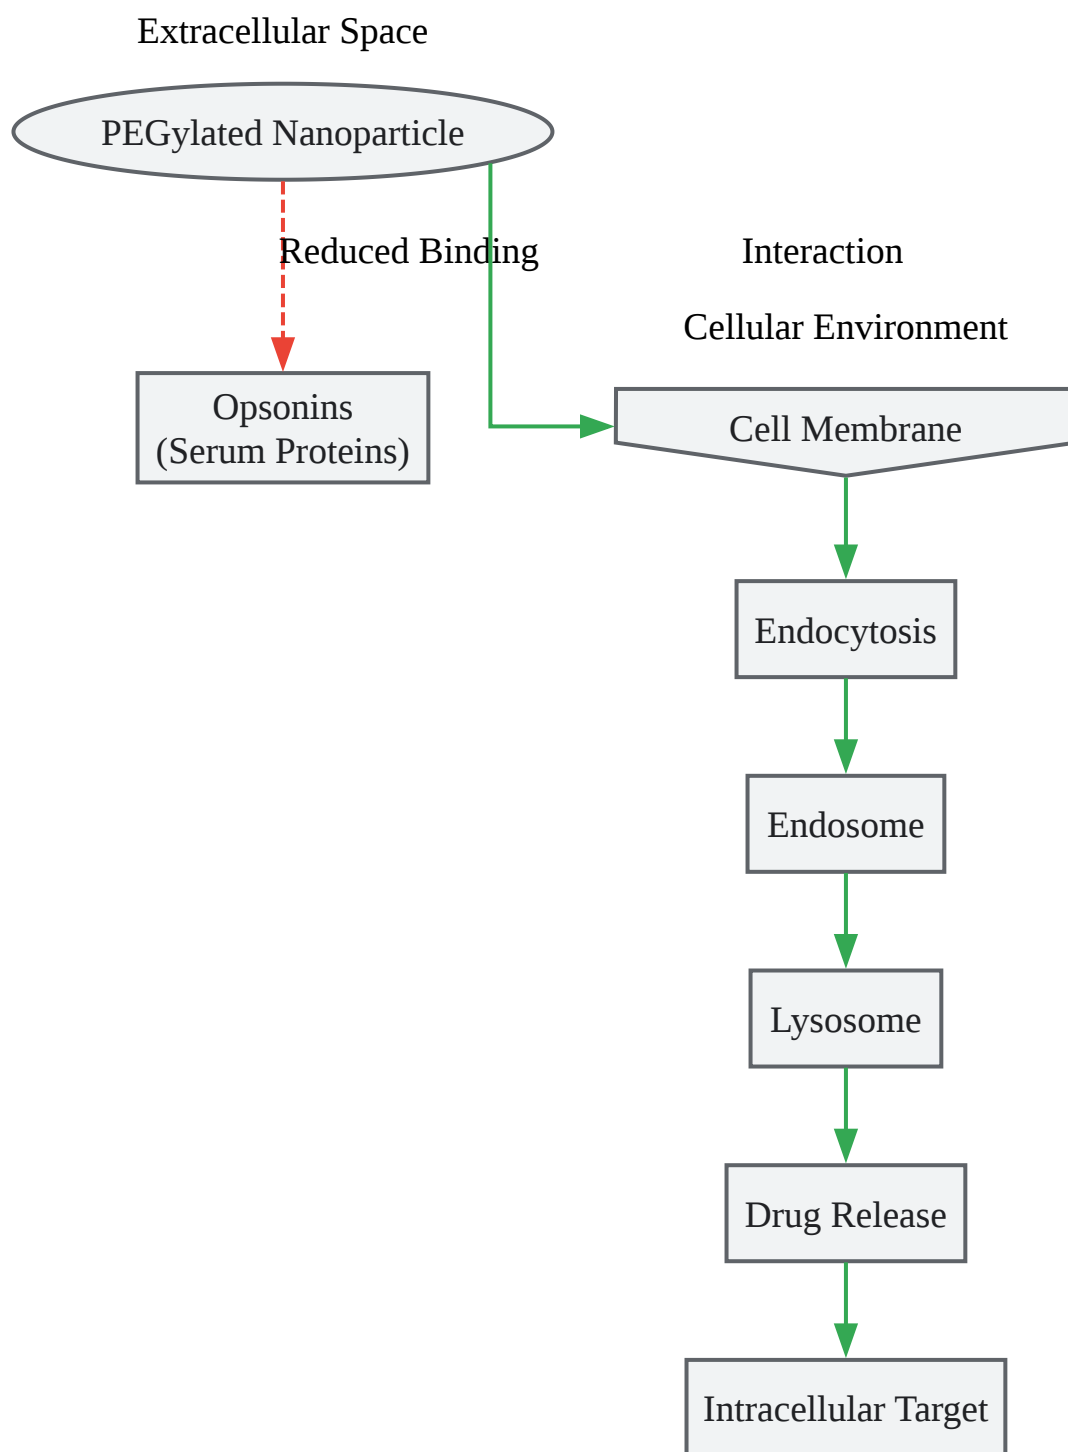 Extracellular Space
PEGylated Nanoparticle
Reduced Binding
Interaction
Cellular Environment
Opsonins
(Serum Proteins)
Cell Membrane
Endocytosis
Endosome
Lysosome
Drug Release
Intracellular Target